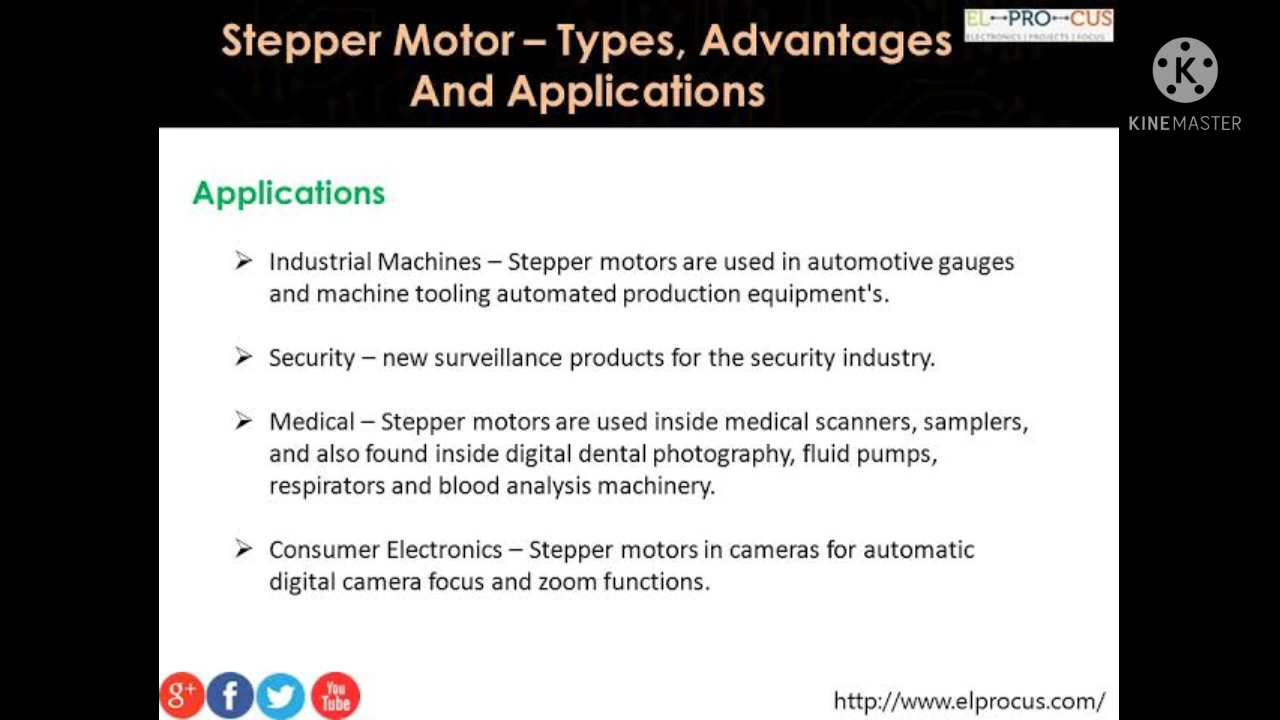 Stepper Motor – Types, Advantages
And Applications
EL PRO CUS
ELECTRONICS | PROJECTS | FOCUS
K
KINEMASTER
Applications
➢ Industrial Machines – Stepper motors are used in automotive gauges
and machine tooling automated production equipment's.
➢ Security – new surveillance products for the security industry.
➢ Medical – Stepper motors are used inside medical scanners, samplers,
and also found inside digital dental photography, fluid pumps,
respirators and blood analysis machinery.
➢ Consumer Electronics – Stepper motors in cameras for automatic
digital camera focus and zoom functions.
g+
f
You
Tube
http://www.elprocus.com/